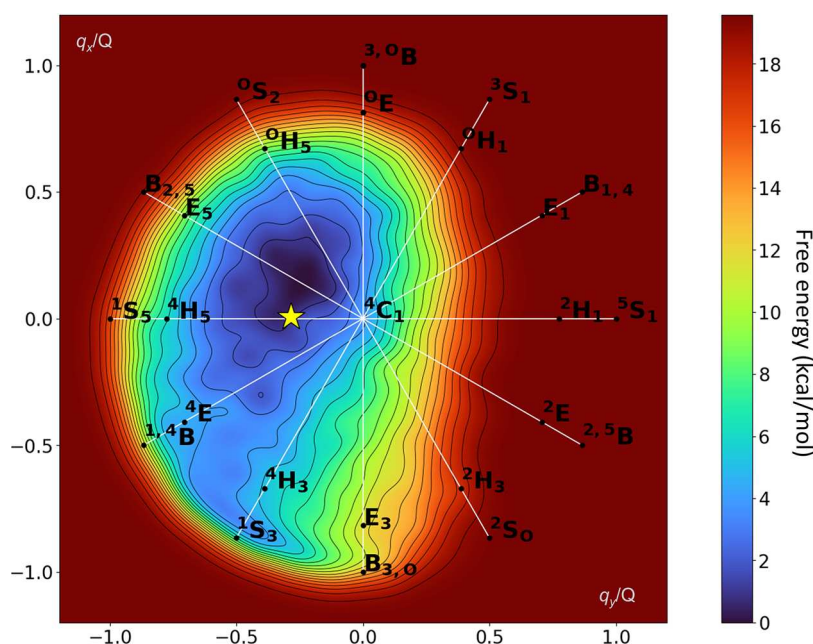 qₓ/Q
³,ᴼB
ᴼS₂
³S₁
ᴼE
ᴼH₅
ᴼH₁
B₂,₅
B₁,₄
E₅
E₁
¹S₅
⁴H₅
⁴C₁
²H₁
⁵S₁
⁴E
²E
¹,⁴B
²,⁵B
⁴H₃
²H₃
E₃
¹S₃
²Sₒ
B₃,ₒ
q_y/Q
1.0
0.5
0.0
−0.5
−1.0
−1.0
−0.5
0.0
0.5
1.0
18
16
14
12
10
8
6
4
2
0
Free energy (kcal/mol)